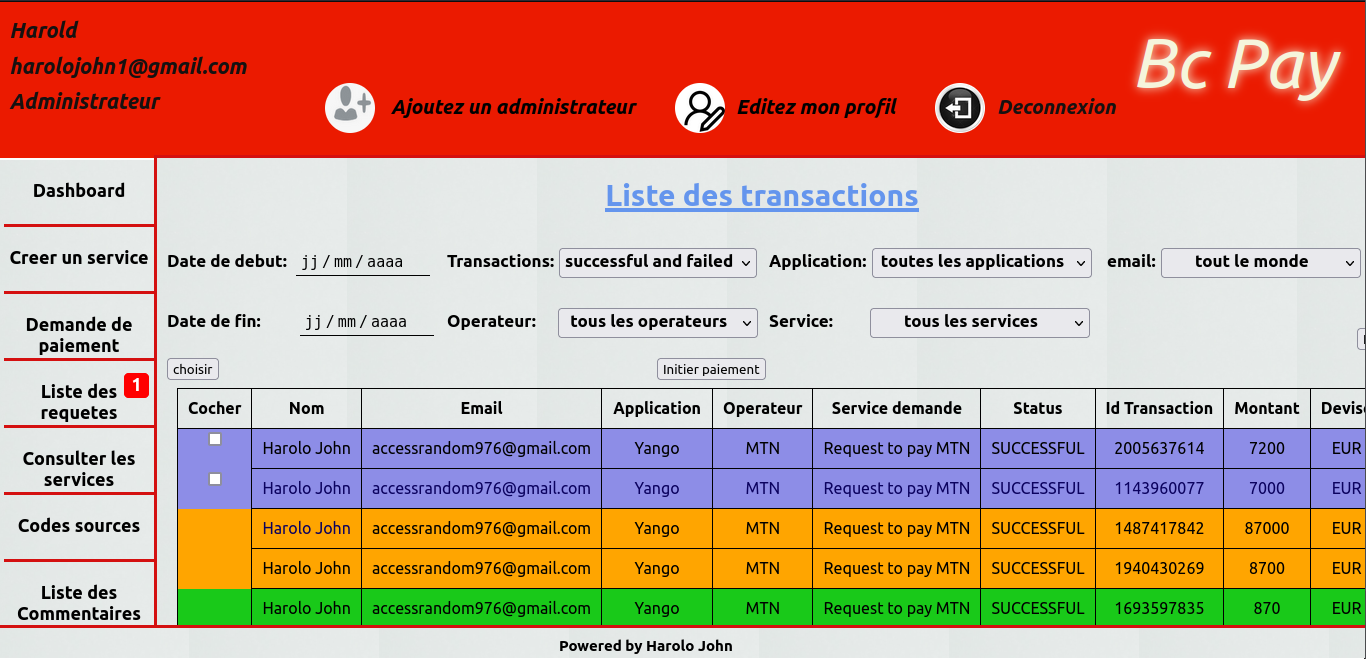 Harold
harolojohn1@gmail.com
Administrateur
Ajoutez un administrateur
Editez mon profil
Deconnexion
Bc Pay
Dashboard
Creer un service
Demande de
paiement
Liste des
requetes
1
Consulter les
services
Codes sources
Liste des
Commentaires
Liste des transactions
Date de debut: jj/mm/aaaa Transactions: successful and failed Application: toutes les applications email: tout le monde
Date de fin: jj/mm/aaaa Operateur: tous les operateurs Service: tous les services
choisir Initier paiement
Cocher Nom Email Application Operateur Service demande Status Id Transaction Montant Devise
Harolo John accessrandom976@gmail.com Yango MTN Request to pay MTN SUCCESSFUL 2005637614 7200 EUR
Harolo John accessrandom976@gmail.com Yango MTN Request to pay MTN SUCCESSFUL 1143960077 7000 EUR
Harolo John accessrandom976@gmail.com Yango MTN Request to pay MTN SUCCESSFUL 1487417842 87000 EUR
Harolo John accessrandom976@gmail.com Yango MTN Request to pay MTN SUCCESSFUL 1940430269 8700 EUR
Harolo John accessrandom976@gmail.com Yango MTN Request to pay MTN SUCCESSFUL 1693597835 870 EUR
Powered by Harolo John